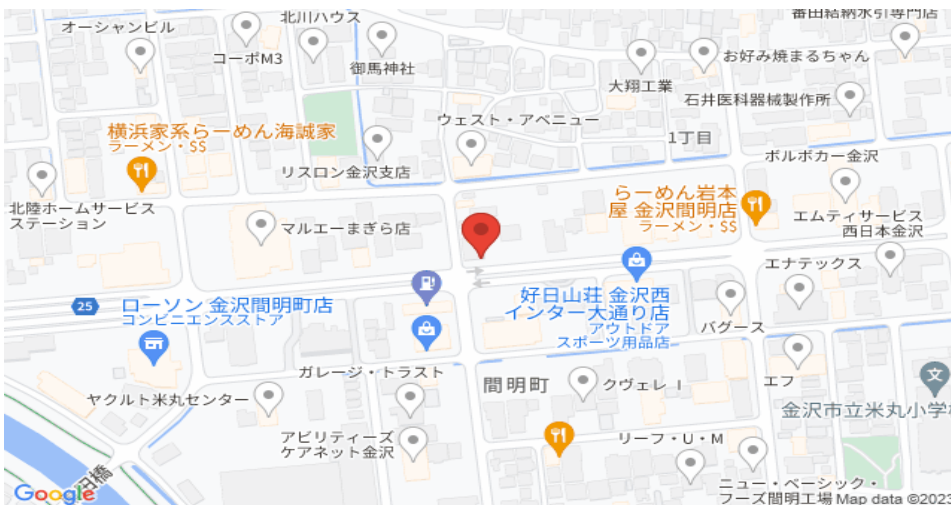 オーシャンビル
北川ハウス
コーポM3
御馬神社
大翔工業
お好み焼まるちゃん
石井医科器械製作所
横浜家系らーめん海誠家
ラーメン・SS
リスロン金沢支店
ウェスト・アベニュー
1丁目
ボルボカー金沢
北陸ホームサービス
ステーション
マルエーまぎら店
らーめん岩本
屋 金沢間明店
ラーメン・SS
エムティサービス
西日本金沢
エナテックス
25
ローソン 金沢間明町店
コンビニエンスストア
好日山荘 金沢西
インター大通り店
アウトドア
スポーツ用品店
バグース
ガレージ・トラスト
間明町
クヴェレ I
エフ
文
ヤクルト米丸センター
金沢市立米丸小学校
アビリティーズ
ケアネット金沢
リーフ・U・M
ニュー・ベーシック・
フーズ間明工場
Google
Map data ©2023